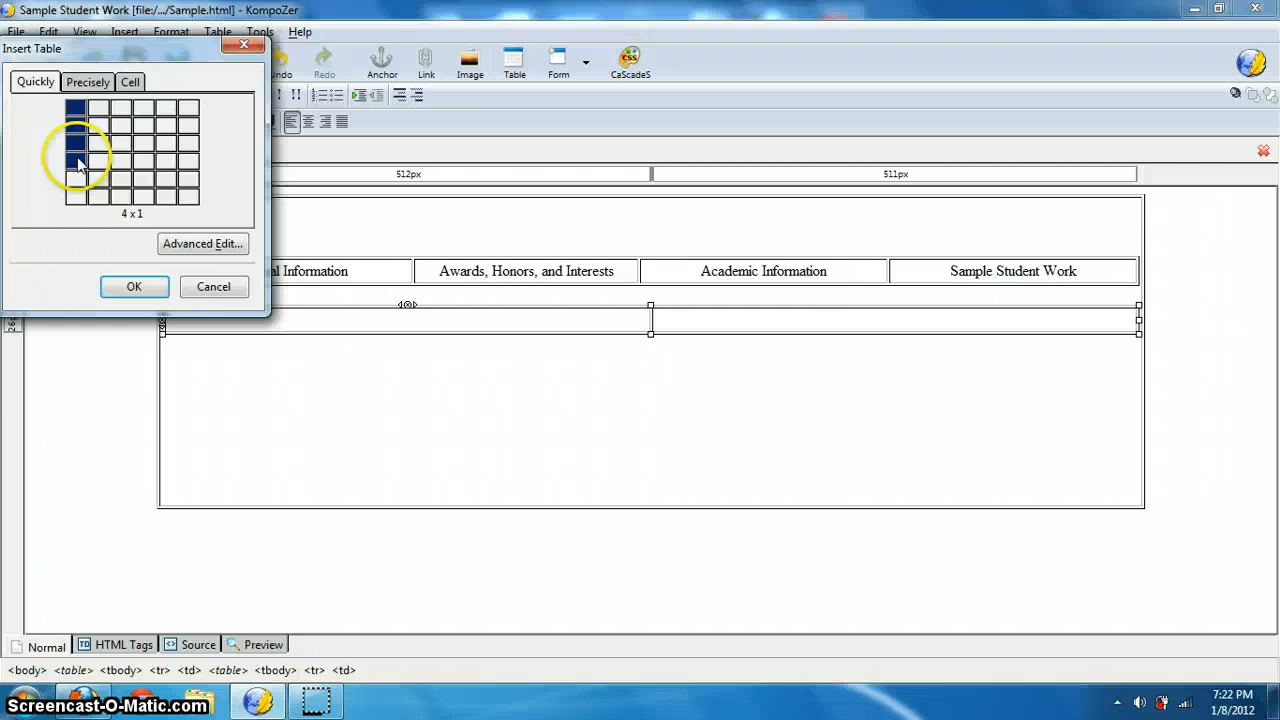 Sample Student Work [file:/.../Sample.html] - KompoZer
File Edit View Insert Format Table Tools Help
Insert Table
Undo Redo Anchor Link Image Table Form CaScadeS
Quickly Precisely Cell
4 x 1
Advanced Edit...
OK Cancel
512px 511px
Information Awards, Honors, and Interests Academic Information Sample Student Work
Normal HTML Tags Source Preview
<body> <table> <tbody> <tr> <td> <table> <tbody> <tr> <td>
Screencast-O-Matic.com
7:22 PM
1/8/2012